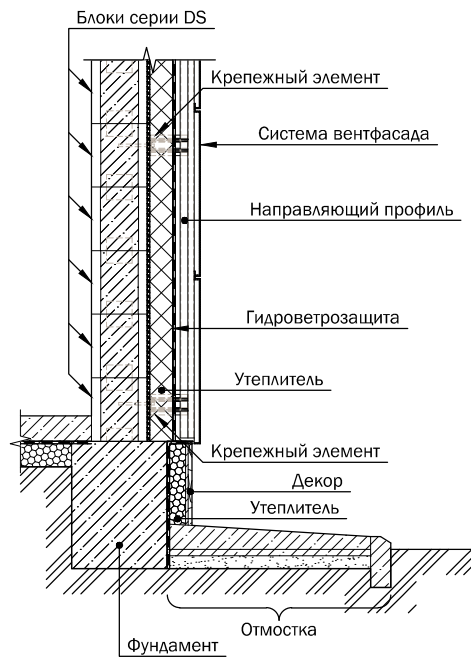 Блоки серии DS
Крепежный элемент
Система вентфасада
Направляющий профиль
Гидроветрозащита
Утеплитель
Крепежный элемент
Декор
Утеплитель
Отмостка
Фундамент